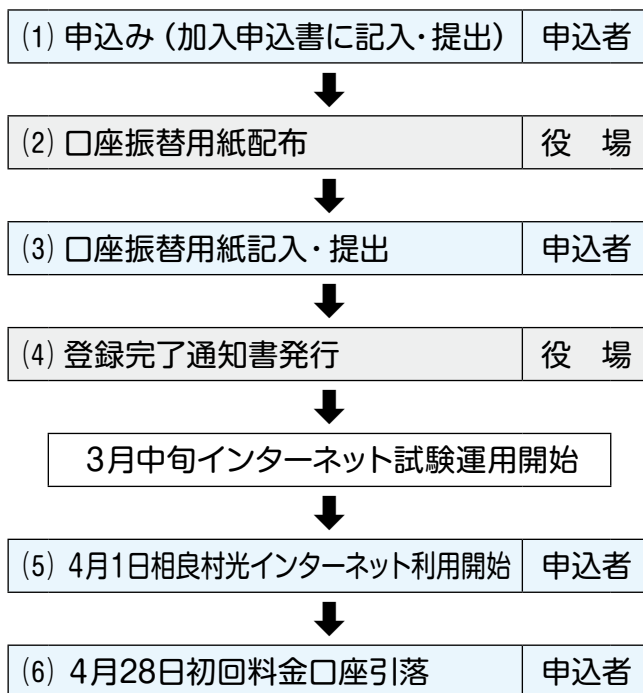 (1) 申込み（加入申込書に記入・提出） 申込者
(2) 口座振替用紙配布 役　場
(3) 口座振替用紙記入・提出 申込者
(4) 登録完了通知書発行 役　場
3月中旬インターネット試験運用開始
(5) 4月1日相良村光インターネット利用開始 申込者
(6) 4月28日初回料金口座引落 申込者